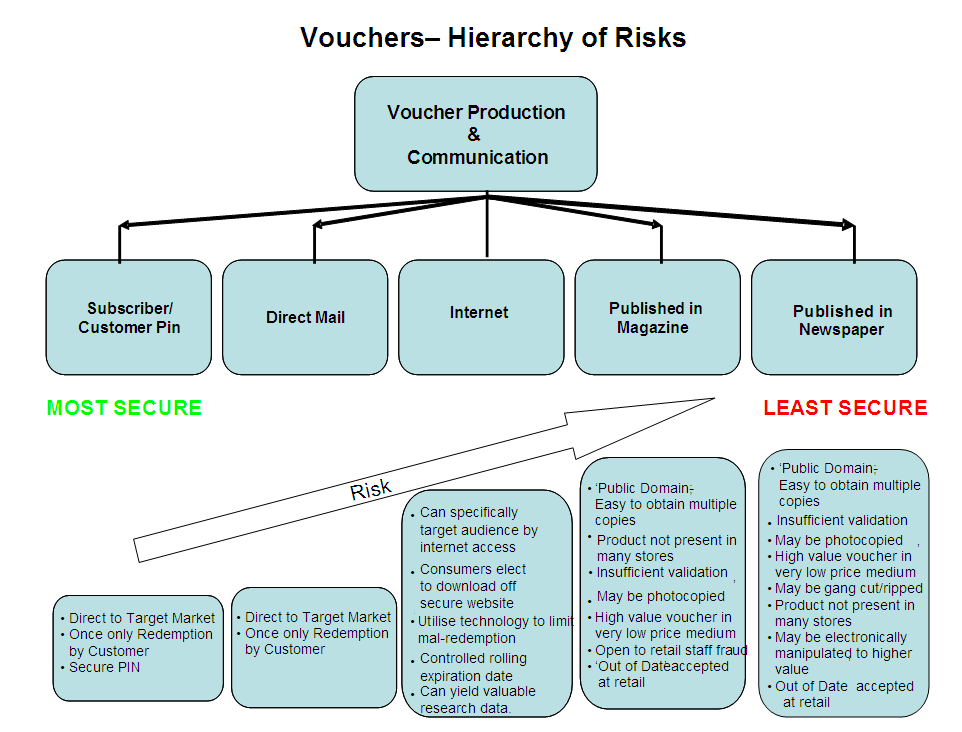 Vouchers– Hierarchy of Risks
Voucher Production
&
Communication
Subscriber/
Customer Pin
Direct Mail
Internet
Published in
Magazine
Published in
Newspaper
MOST SECURE
LEAST SECURE
Risk
• Direct to Target Market
• Once only Redemption
by Customer
• Secure PIN
• Direct to Target Market
• Once only Redemption
by Customer
• Can specifically
target audience by
internet access
• Consumers elect
to download off
secure website
• Utilise technology to limit
mal-redemption
• Controlled rolling
expiration date
• Can yield valuable
research data.
• ‘Public Domain;-
Easy to obtain multiple
copies
• Product not present in
many stores
• Insufficient validation ,
• May be photocopied
• High value voucher in
very low price medium
• Open to retail staff fraud
• ‘Out of Date’accepted
at retail
• ‘Public Domain;-
Easy to obtain multiple
copies
• Insufficient validation
• May be photocopied ,
• High value voucher in
very low price medium
• May be gang cut/ripped
• Product not present in
many stores
• May be electronically
manipulated, to higher
value
• Out of Date accepted
at retail